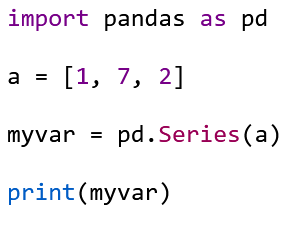 import pandas as pd
a = [1, 7, 2]
myvar = pd.Series(a)
print(myvar)